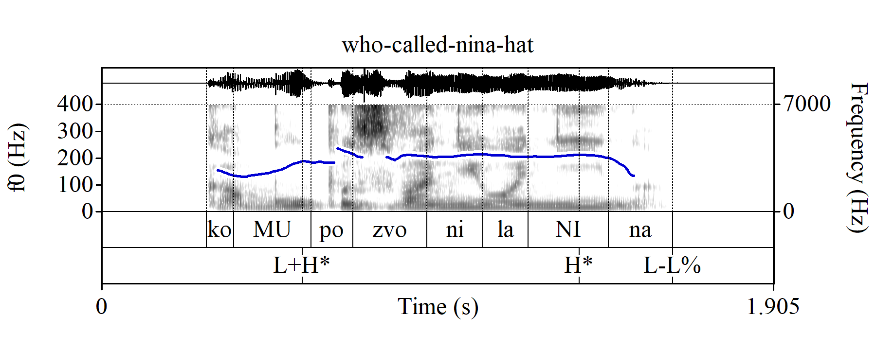 who-called-nina-hat
400
300
200
100
0
f0 (Hz)
7000
0
Frequency (Hz)
ko MU po zvo ni la NI na
L+H* H* L-L%
0 Time (s) 1.905